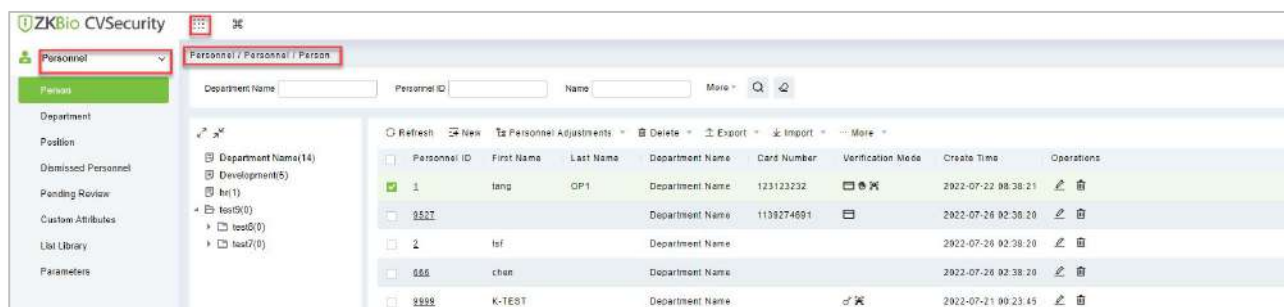 ZKBio CVSecurity
Personnel
Personnel / Personnel / Person
Person
Department
Position
Dismissed Personnel
Pending Review
Custom Attributes
List Library
Parameters
Department Name Personnel ID Name More
Department Name(14)
Development(5)
hr(1)
test9(0)
test8(0)
test7(0)
Refresh New Personnel Adjustments Delete Export Import ··· More
Personnel ID First Name Last Name Department Name Card Number Verification Mode Create Time Operations
1 tang OP1 Department Name 123123232 2022-07-22 08:38:21
9527 Department Name 1139274691 2022-07-26 02:38:20
2 Department Name 2022-07-26 02:38:20
666 chen Department Name 2022-07-26 02:38:20
9999 K-TEST Department Name 2022-07-21 00:23:45